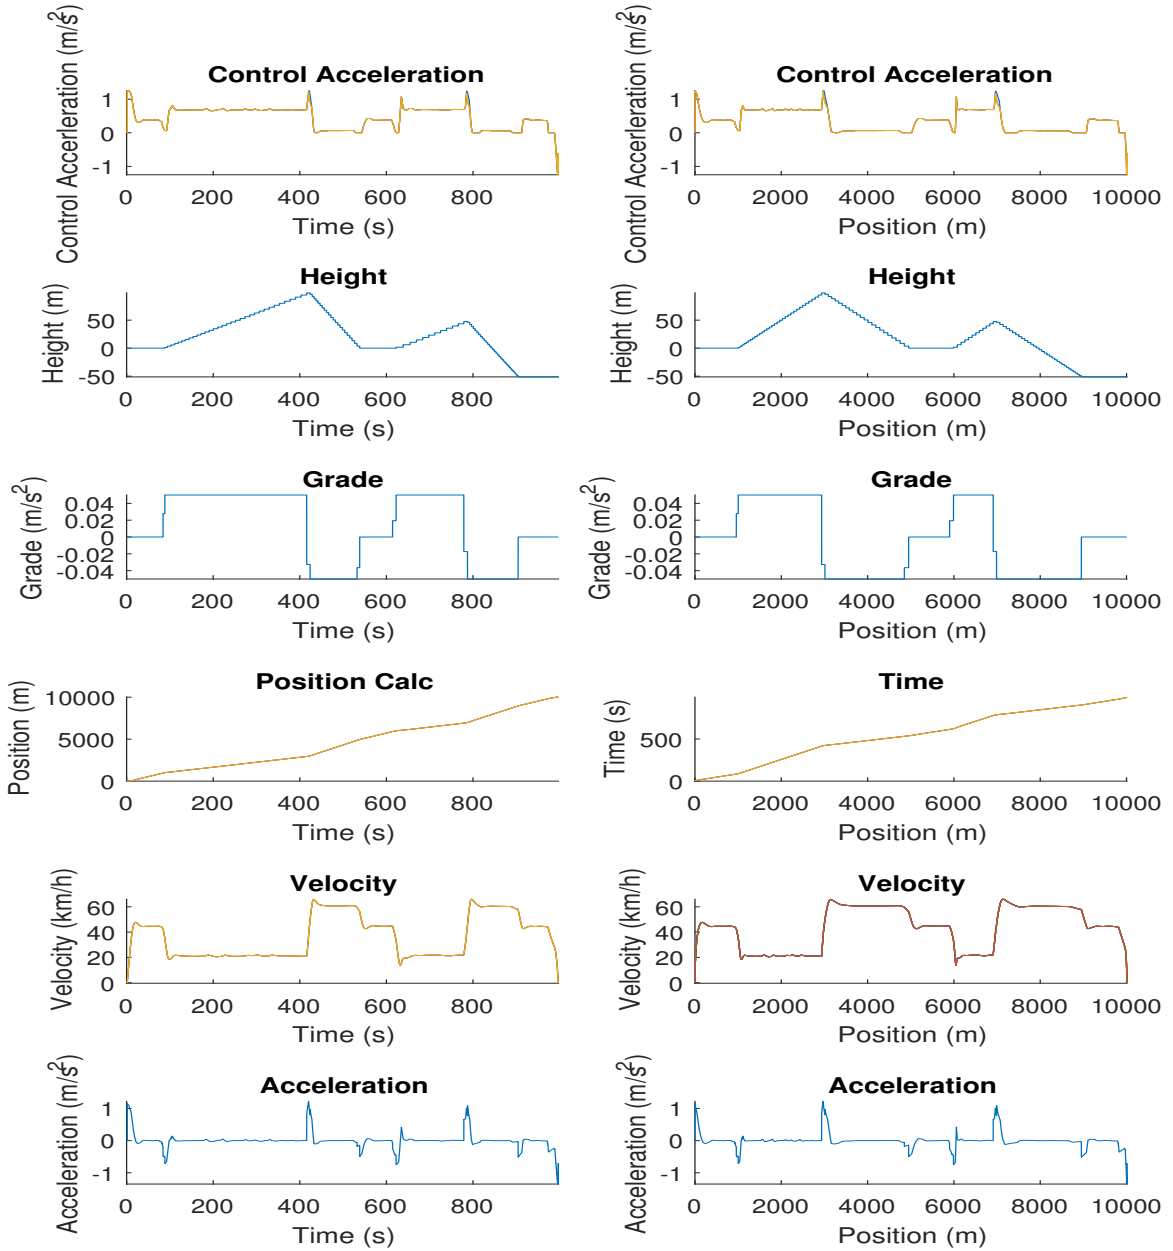 Control Acceleration
Control Accerleration (m/s²)
1
0
-1
0 200 400 600 800
Time (s)
Control Acceleration
Control Accerleration (m/s²)
1
0
-1
0 2000 4000 6000 8000 10000
Position (m)
Height
Height (m)
50
0
-50
0 200 400 600 800
Time (s)
Height
Height (m)
50
0
-50
0 2000 4000 6000 8000 10000
Position (m)
Grade
Grade (m/s²)
0.04
0.02
0
-0.02
-0.04
0 200 400 600 800
Time (s)
Grade
Grade (m/s²)
0.04
0.02
0
-0.02
-0.04
0 2000 4000 6000 8000 10000
Position (m)
Position Calc
Position (m)
10000
5000
0
0 200 400 600 800
Time (s)
Time
Time (s)
500
0
0 2000 4000 6000 8000 10000
Position (m)
Velocity
Velocity (km/h)
60
40
20
0
0 200 400 600 800
Time (s)
Velocity
Velocity (km/h)
60
40
20
0
0 2000 4000 6000 8000 10000
Position (m)
Acceleration
Acceleration (m/s²)
1
0
-1
0 200 400 600 800
Time (s)
Acceleration
Acceleration (m/s²)
1
0
-1
0 2000 4000 6000 8000 10000
Position (m)